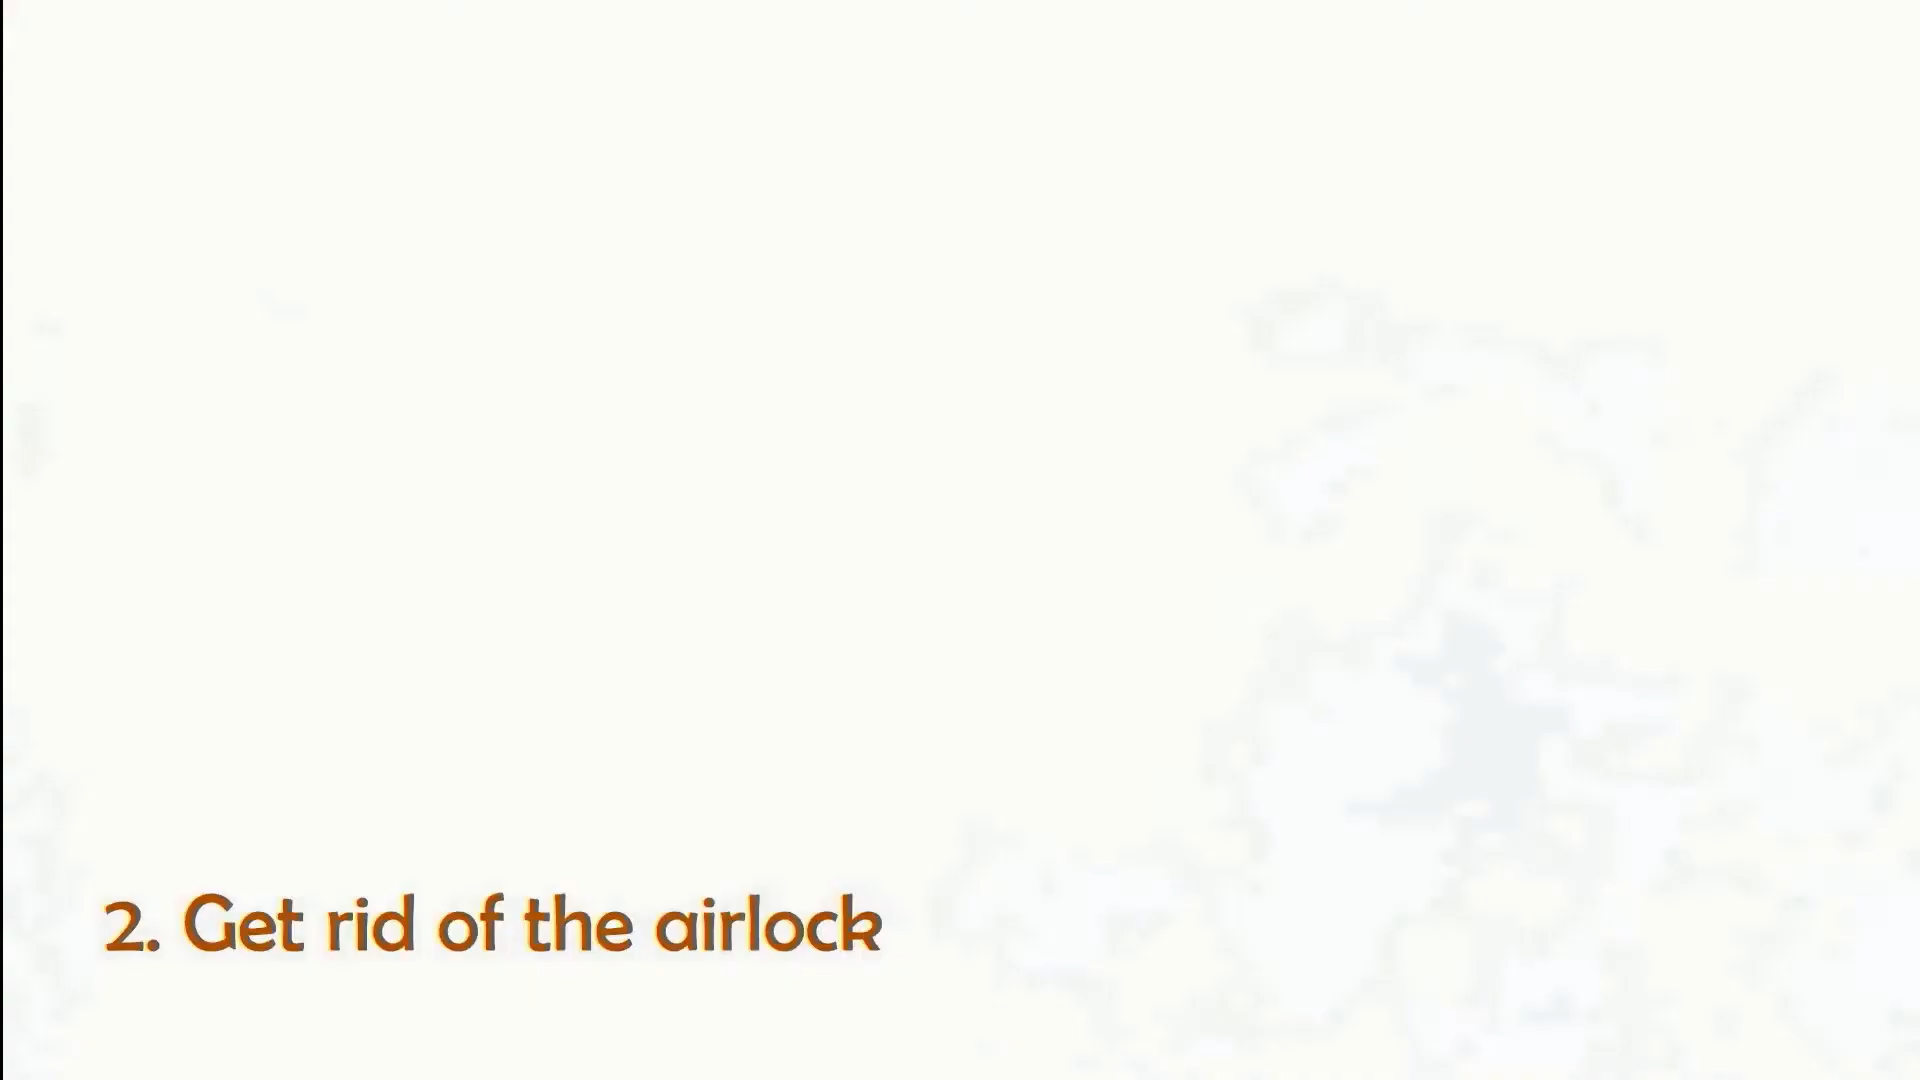 2. Get rid of the airlock